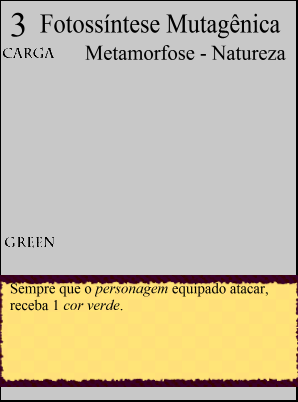 3 Fotossíntese Mutagênica
CARGA Metamorfose - Natureza
GREEN
Sempre que o personagem equipado atacar,
receba 1 cor verde.